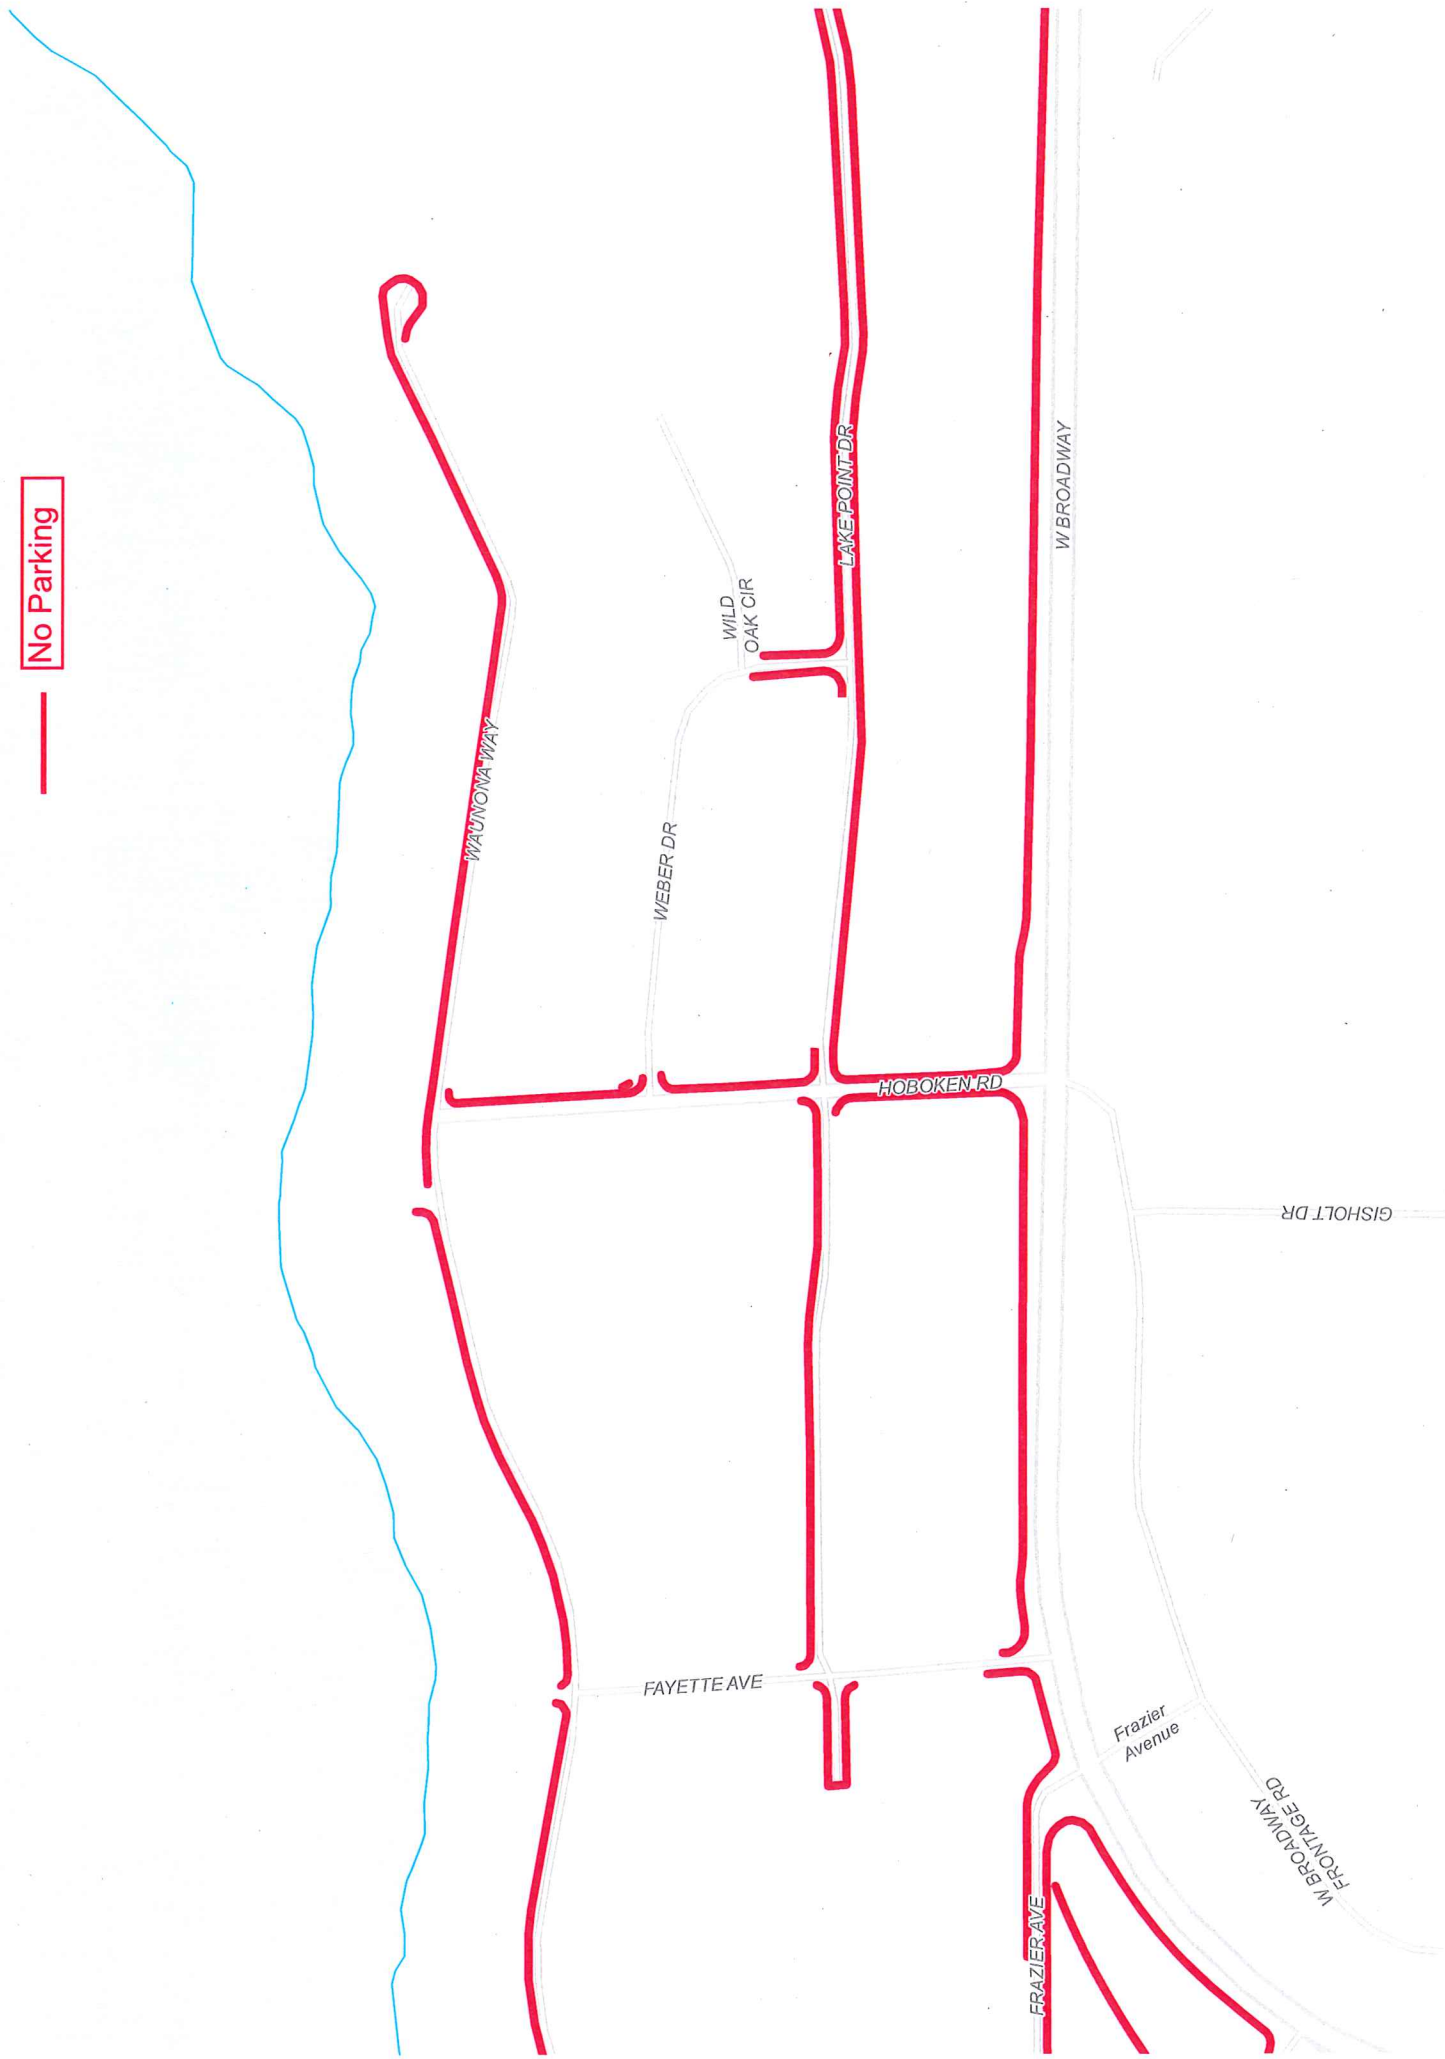 No Parking
WAUNONA WAY
WEBER DR
WILD
OAK CIR
LAKE POINT DR
W BROADWAY
HOBOKEN RD
GISHOLT DR
FAYETTE AVE
Frazier
Avenue
W BROADWAY
FRONTAGE RD
FRAZIER AVE